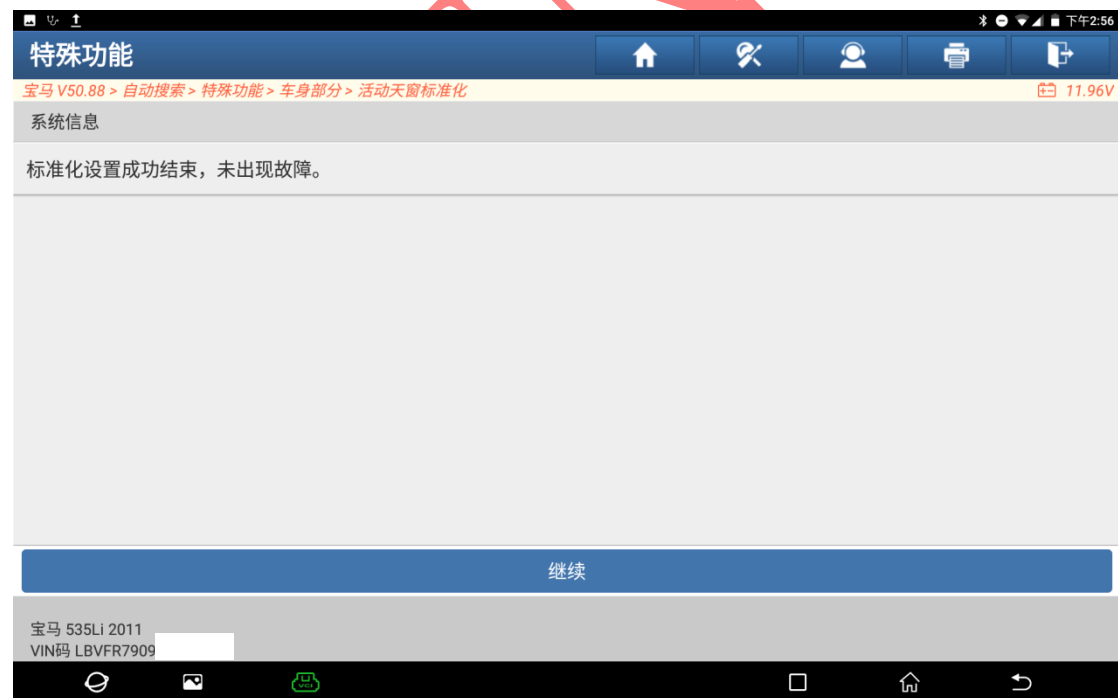 下午2:56
特殊功能
宝马 V50.88 > 自动搜索 > 特殊功能 > 车身部分 > 活动天窗标准化
11.96V
系统信息
标准化设置成功结束，未出现故障。
继续
宝马 535Li 2011
VIN码 LBVFR7909
VCI